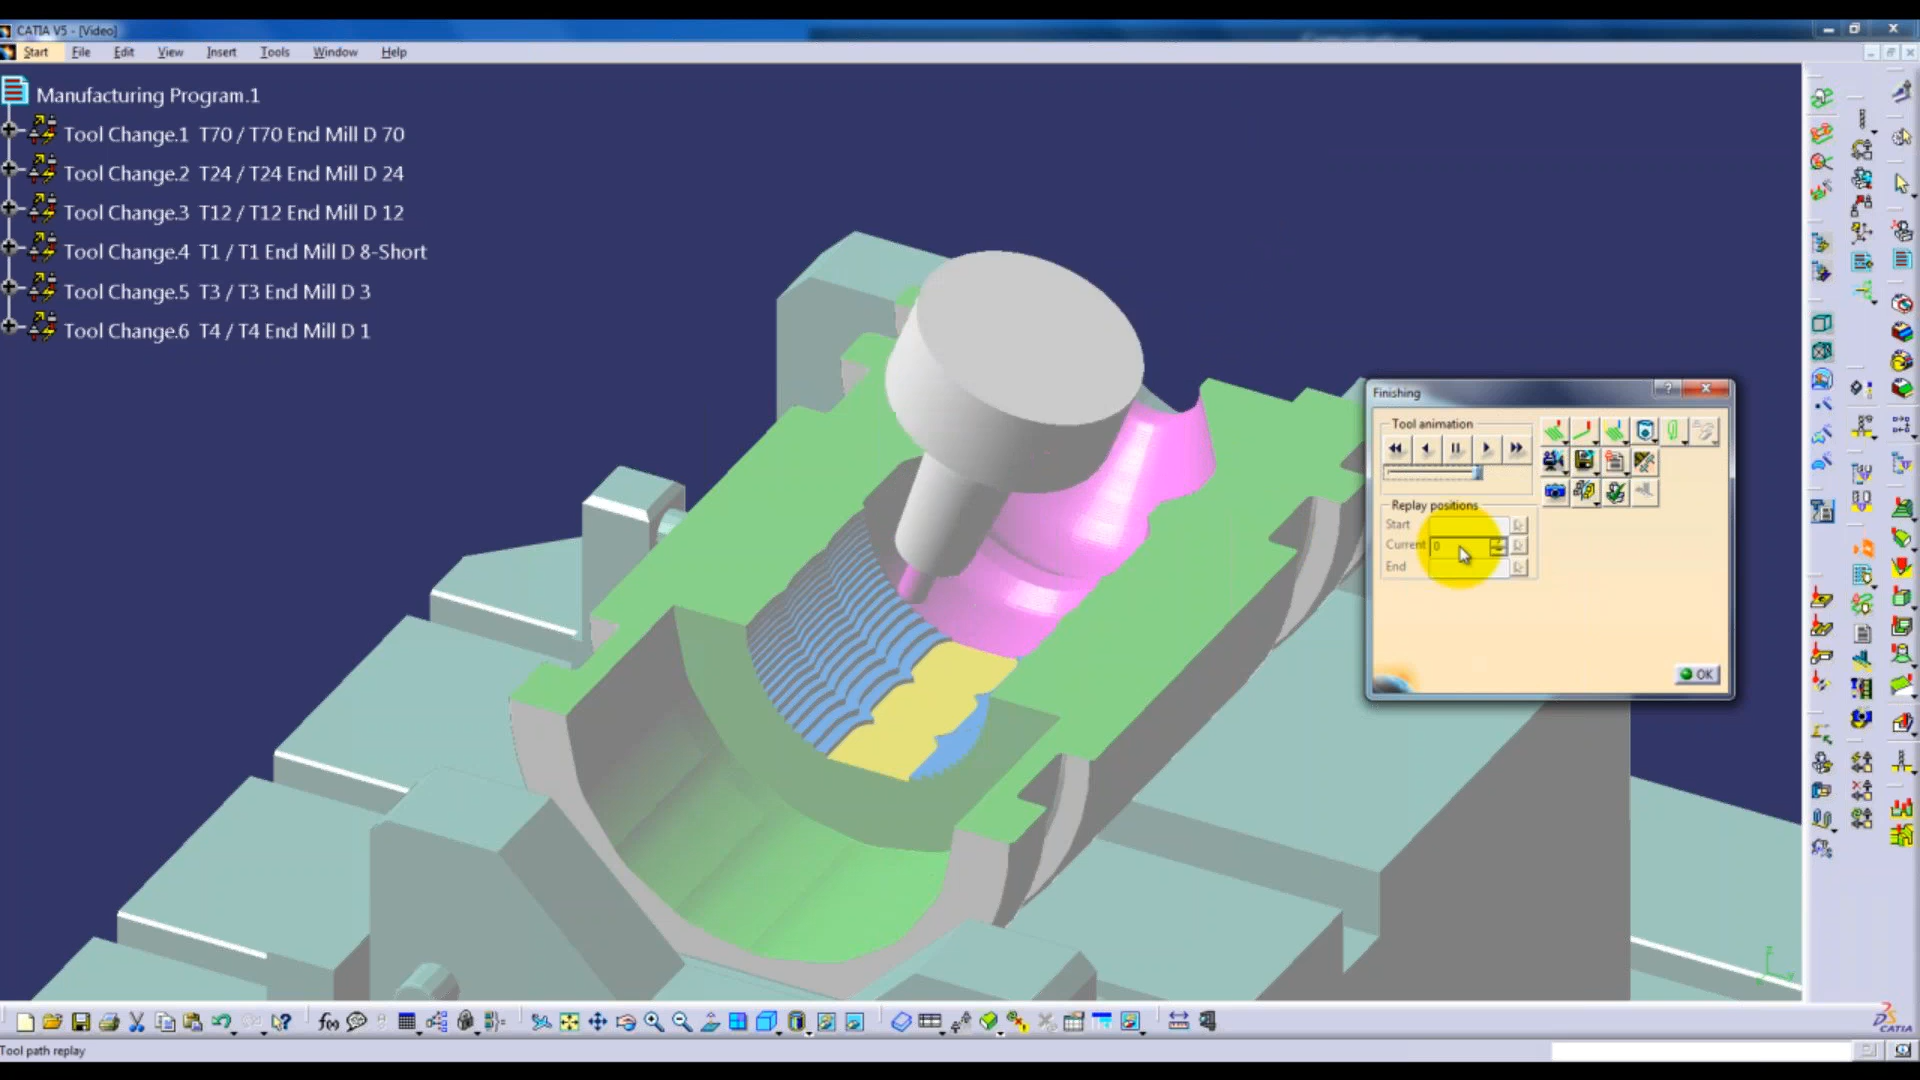 CATIA V5 - [Video]
Start File Edit View Insert Tools Window Help
Manufacturing Program.1
Tool Change.1 T70 / T70 End Mill D 70
Tool Change.2 T24 / T24 End Mill D 24
Tool Change.3 T12 / T12 End Mill D 12
Tool Change.4 T1 / T1 End Mill D 8-Short
Tool Change.5 T3 / T3 End Mill D 3
Tool Change.6 T4 / T4 End Mill D 1
Finishing
Tool animation
Replay positions
Start
Current 0
End
OK
Z
f(x)
CATIA
Tool path replay